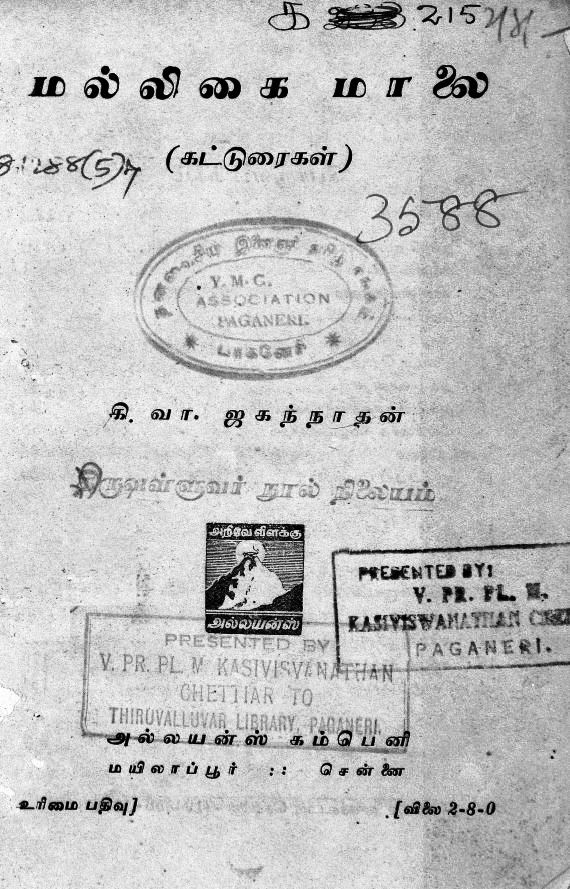 215
மல்லிகை மாலை
(கட்டுரைகள்)
3588
Y. M. C.
ASSOCIATION
PAGANERI.
கி. வா. ஜகந்நாதன்
திருவள்ளுவர் நூல் நிலையம்
அறிவே விளக்கு
அல்லயன்ஸ்
PRESENTED BY:
V. PR. PL. M.
KASIVISWANATHAN
PAGANERI.
PRESENTED BY
V. PR. PL. M KASIVISVANATHAN
CHETTIAR TO
THIRUVALLUVAR LIBRARY, PAGANERI.
அல்லயன்ஸ் கம்பெனி
மயிலாப்பூர் :: சென்னை
உரிமை பதிவு] [விலை 2-8-0